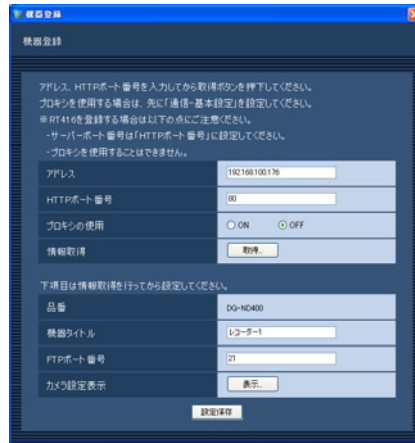 機器登録
機器登録
アドレス、HTTPポート番号を入力してから取得ボタンを押下してください。
プロキシを使用する場合は、先に「通信-基本設定」を設定してください。
※RT416を登録する場合は以下の点にご注意ください。
-サーバーポート番号は「HTTPポート番号」に設定してください。
-プロキシを使用することはできません。
アドレス 192.168.100.176
HTTPポート番号 80
プロキシの使用 ON OFF
情報取得 取得...
下項目は情報取得を行ってから設定してください。
品番 DG-ND400
機器タイトル レコーダー1
FTPポート番号 21
カメラ設定表示 表示...
設定保存